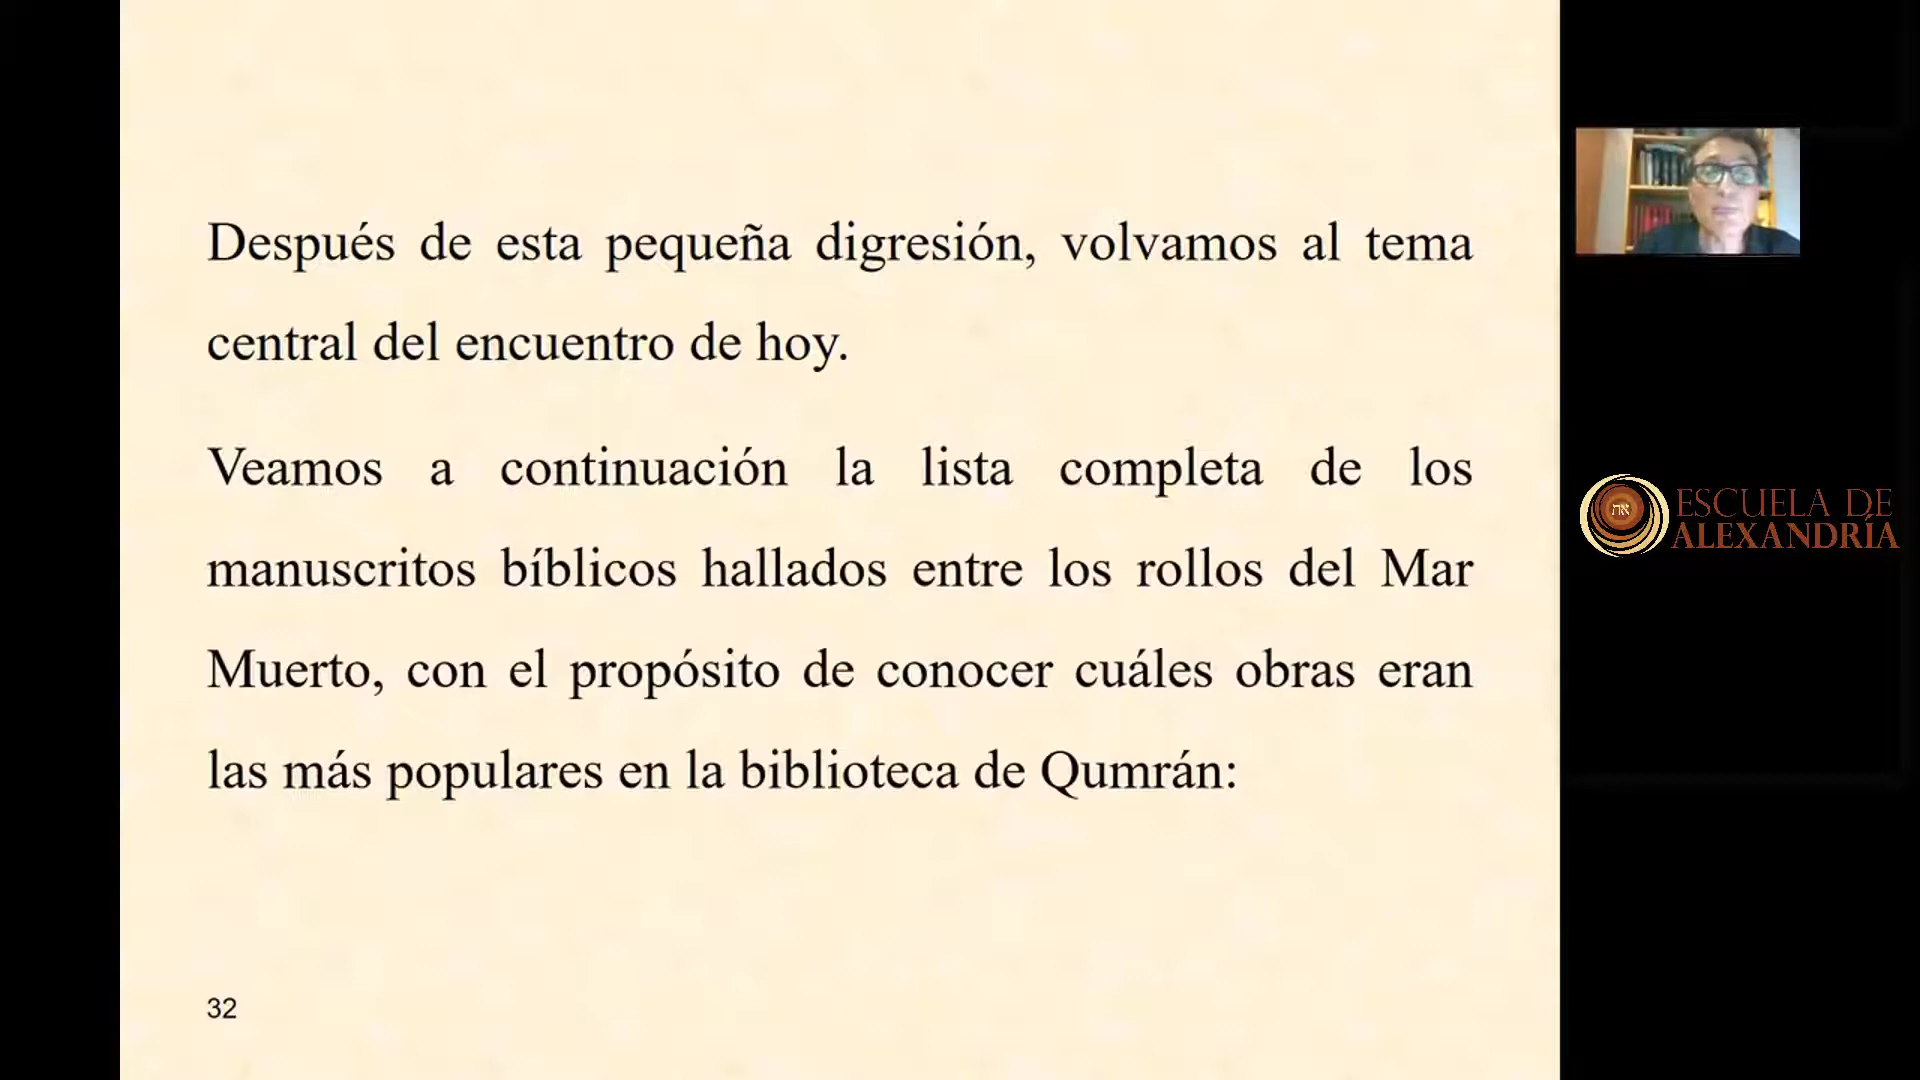 Después de esta pequeña digresión, volvamos al tema
central del encuentro de hoy.
Veamos a continuación la lista completa de los
manuscritos bíblicos hallados entre los rollos del Mar
Muerto, con el propósito de conocer cuáles obras eran
las más populares en la biblioteca de Qumrán:
32
את
ESCUELA DE
ALEXANDRÍA